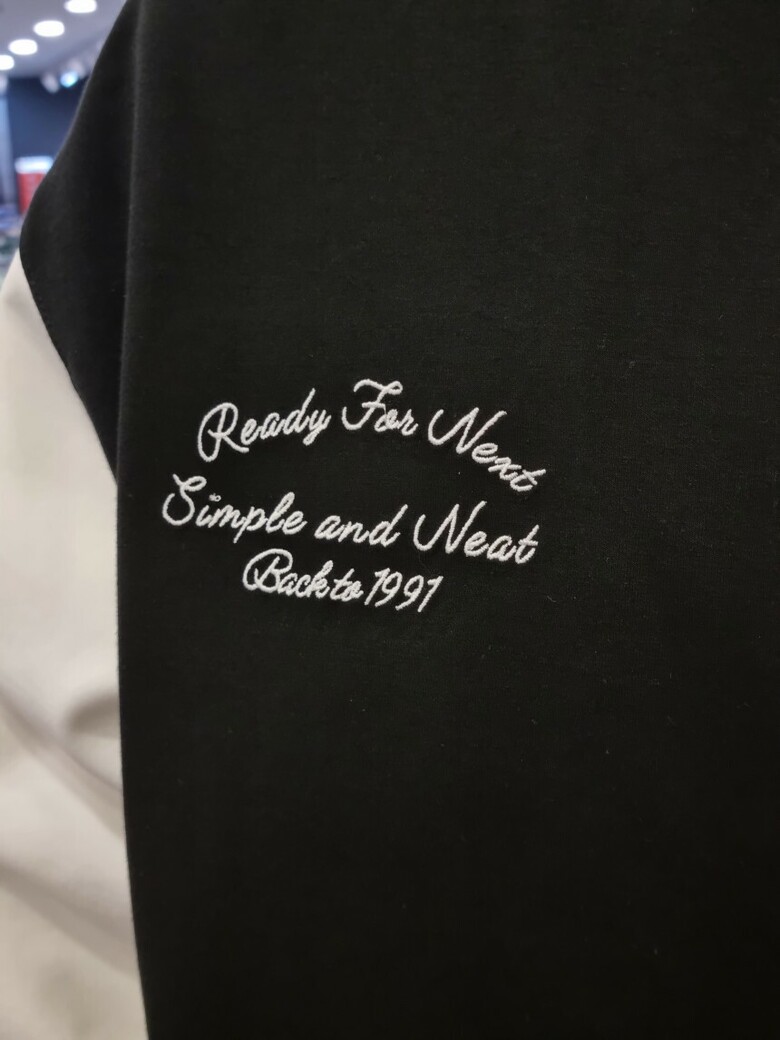 Ready For Next
Simple and Neat
Back to 1991